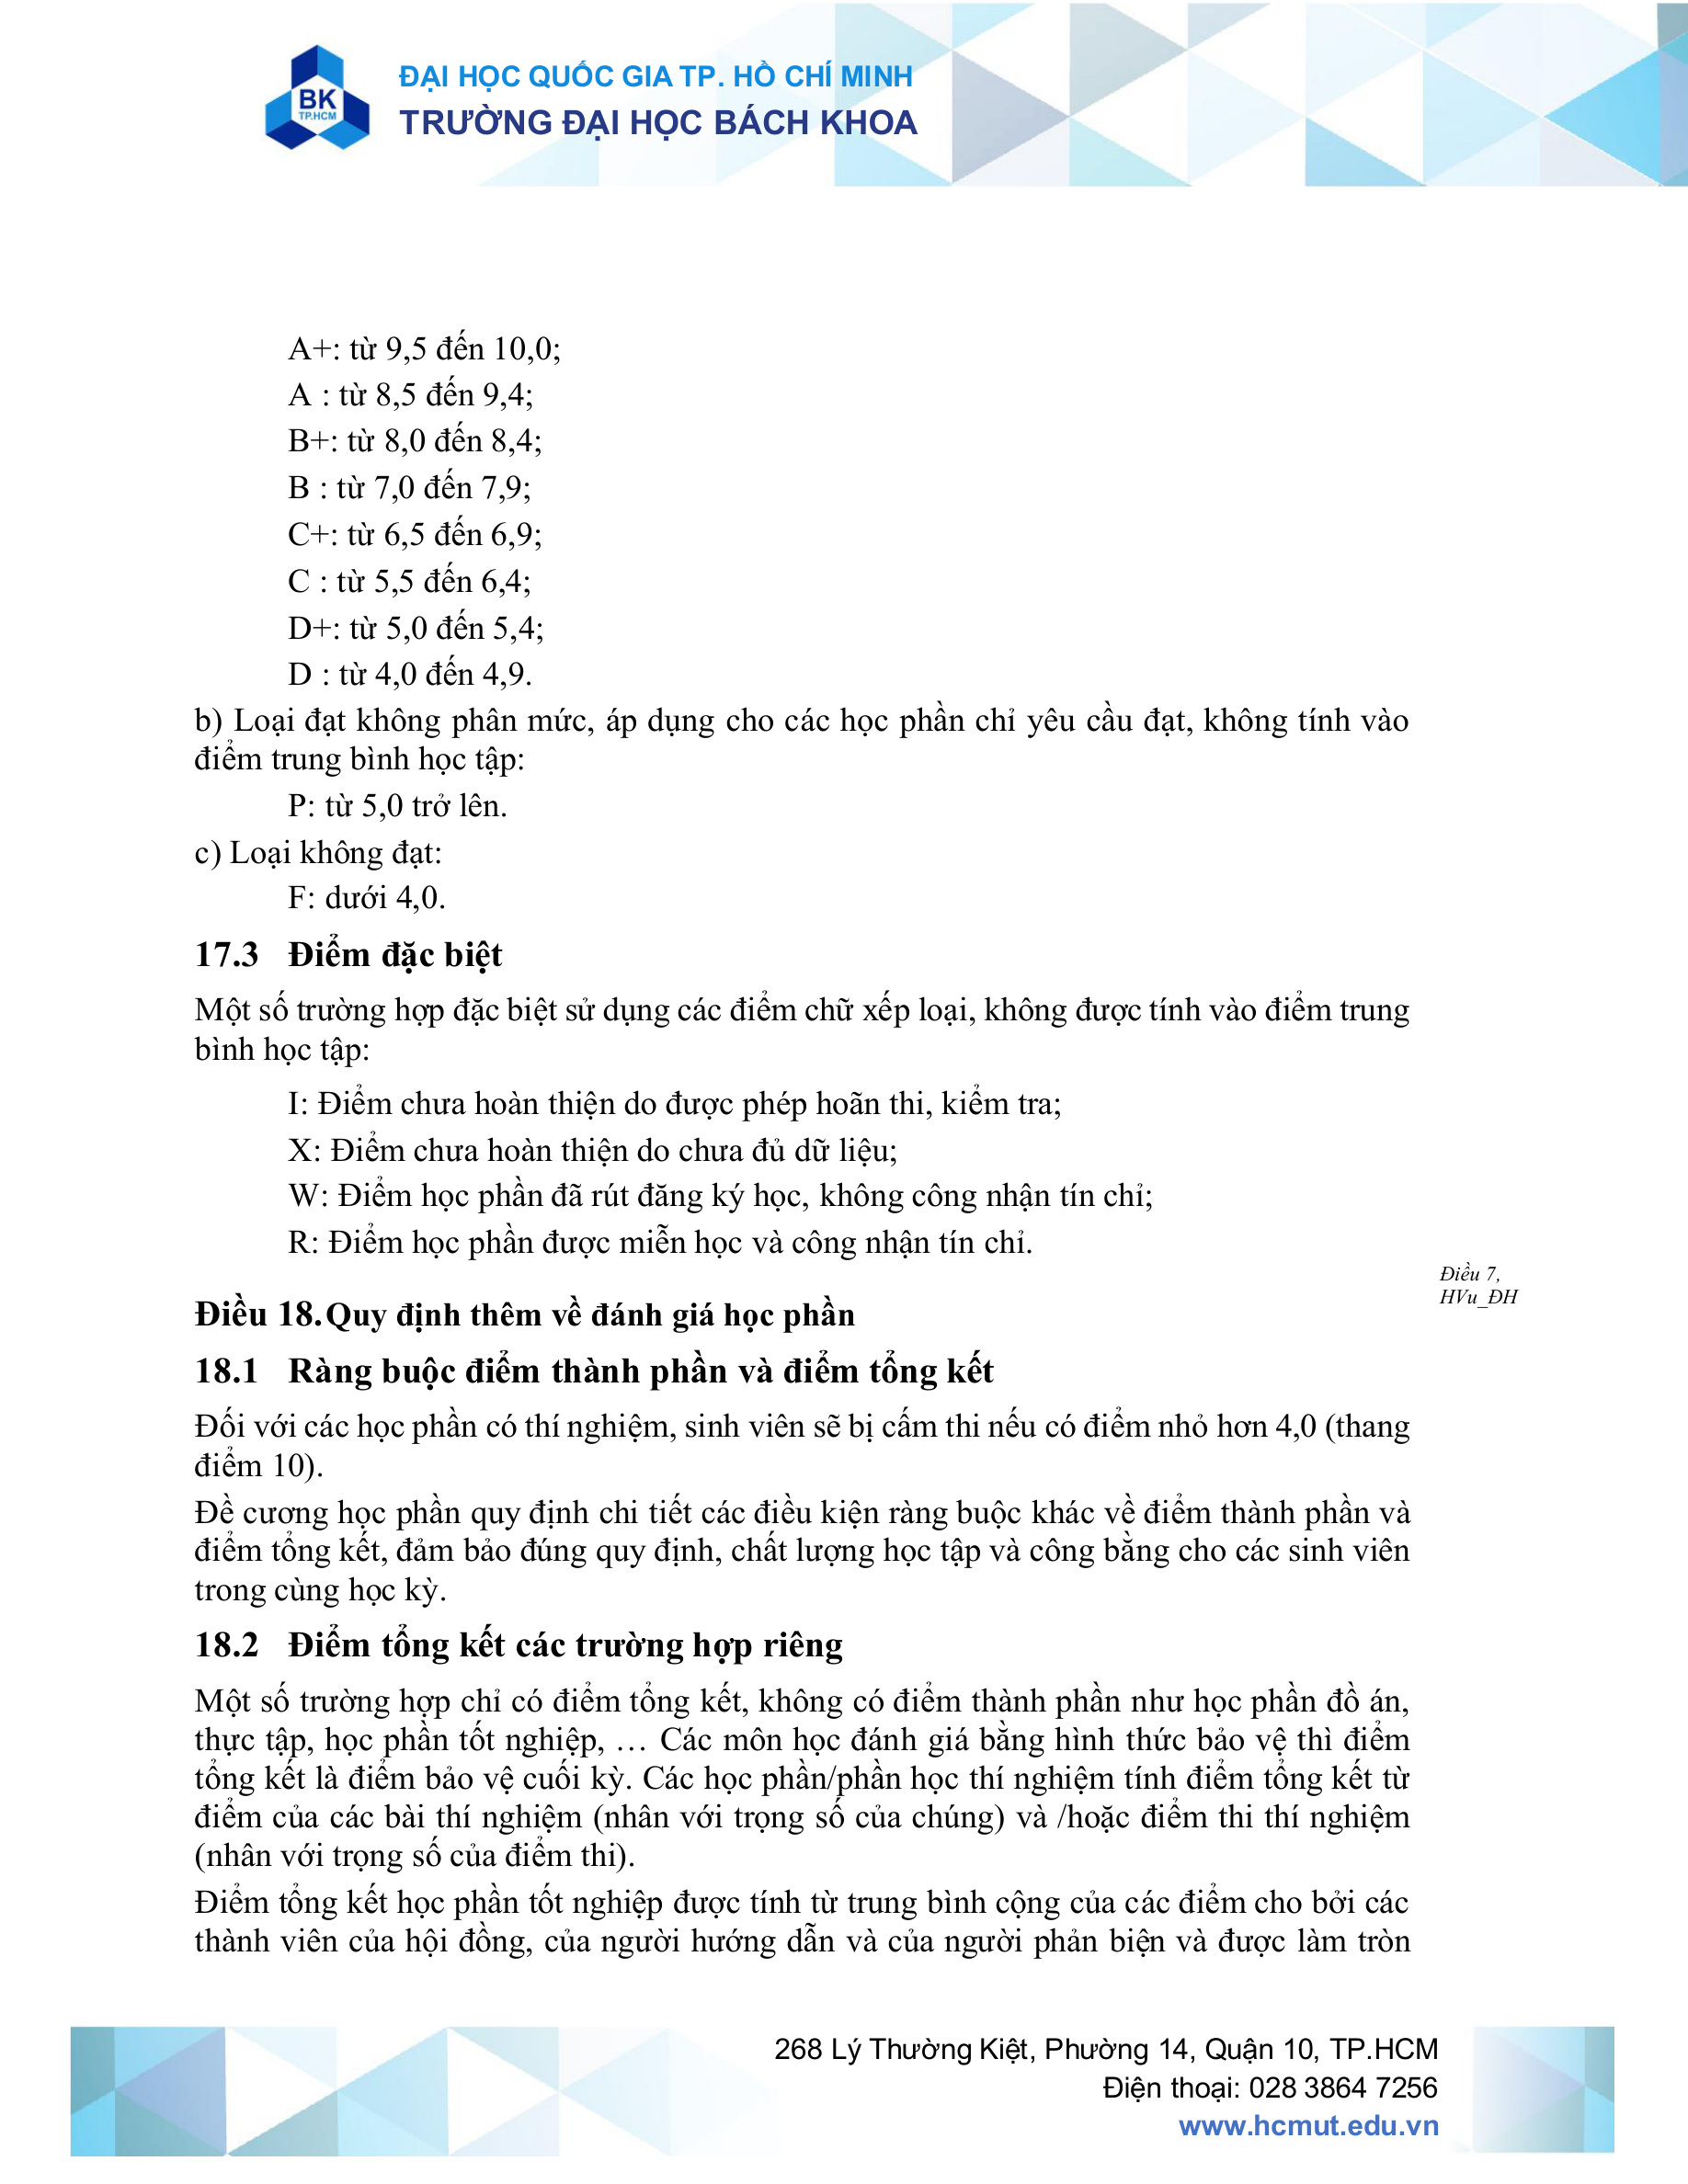 BK
TP.HCM
ĐẠI HỌC QUỐC GIA TP. HỒ CHÍ MINH
TRƯỜNG ĐẠI HỌC BÁCH KHOA
A+: từ 9,5 đến 10,0;
A : từ 8,5 đến 9,4;
B+: từ 8,0 đến 8,4;
B : từ 7,0 đến 7,9;
C+: từ 6,5 đến 6,9;
C : từ 5,5 đến 6,4;
D+: từ 5,0 đến 5,4;
D : từ 4,0 đến 4,9.
b) Loại đạt không phân mức, áp dụng cho các học phần chỉ yêu cầu đạt, không tính vào
điểm trung bình học tập:
P: từ 5,0 trở lên.
c) Loại không đạt:
F: dưới 4,0.
17.3 Điểm đặc biệt
Một số trường hợp đặc biệt sử dụng các điểm chữ xếp loại, không được tính vào điểm trung
bình học tập:
I: Điểm chưa hoàn thiện do được phép hoãn thi, kiểm tra;
X: Điểm chưa hoàn thiện do chưa đủ dữ liệu;
W: Điểm học phần đã rút đăng ký học, không công nhận tín chỉ;
R: Điểm học phần được miễn học và công nhận tín chỉ.
Điều 7,
HVu_ĐH
Điều 18. Quy định thêm về đánh giá học phần
18.1 Ràng buộc điểm thành phần và điểm tổng kết
Đối với các học phần có thí nghiệm, sinh viên sẽ bị cấm thi nếu có điểm nhỏ hơn 4,0 (thang
điểm 10).
Đề cương học phần quy định chi tiết các điều kiện ràng buộc khác về điểm thành phần và
điểm tổng kết, đảm bảo đúng quy định, chất lượng học tập và công bằng cho các sinh viên
trong cùng học kỳ.
18.2 Điểm tổng kết các trường hợp riêng
Một số trường hợp chỉ có điểm tổng kết, không có điểm thành phần như học phần đồ án,
thực tập, học phần tốt nghiệp, … Các môn học đánh giá bằng hình thức bảo vệ thì điểm
tổng kết là điểm bảo vệ cuối kỳ. Các học phần/phần học thí nghiệm tính điểm tổng kết từ
điểm của các bài thí nghiệm (nhân với trọng số của chúng) và /hoặc điểm thi thí nghiệm
(nhân với trọng số của điểm thi).
Điểm tổng kết học phần tốt nghiệp được tính từ trung bình cộng của các điểm cho bởi các
thành viên của hội đồng, của người hướng dẫn và của người phản biện và được làm tròn
268 Lý Thường Kiệt, Phường 14, Quận 10, TP.HCM
Điện thoại: 028 3864 7256
www.hcmut.edu.vn